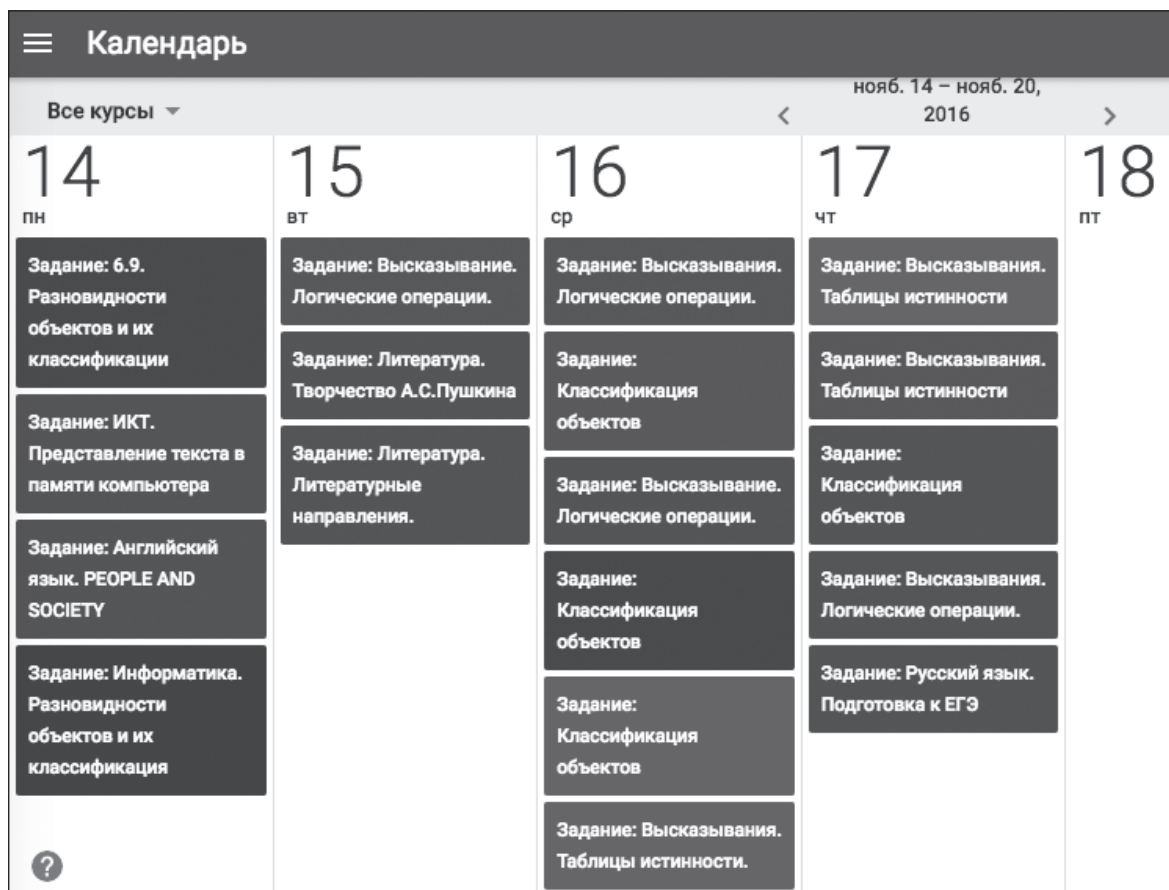 Календарь
Все курсы
нояб. 14 – нояб. 20,
2016
14
пн
Задание: 6.9.
Разновидности
объектов и их
классификации
Задание: ИКТ.
Представление текста в
памяти компьютера
Задание: Английский
язык. PEOPLE AND
SOCIETY
Задание: Информатика.
Разновидности
объектов и их
классификация
15
вт
Задание: Высказывание.
Логические операции.
Задание: Литература.
Творчество А.С.Пушкина
Задание: Литература.
Литературные
направления.
16
ср
Задание: Высказывания.
Логические операции.
Задание:
Классификация
объектов
Задание: Высказывание.
Логические операции.
Задание:
Классификация
объектов
Задание:
Классификация
объектов
Задание: Высказывания.
Таблицы истинности.
17
чт
Задание: Высказывания.
Таблицы истинности
Задание: Высказывания.
Таблицы истинности
Задание:
Классификация
объектов
Задание: Высказывания.
Логические операции.
Задание: Русский язык.
Подготовка к ЕГЭ
18
пт
?